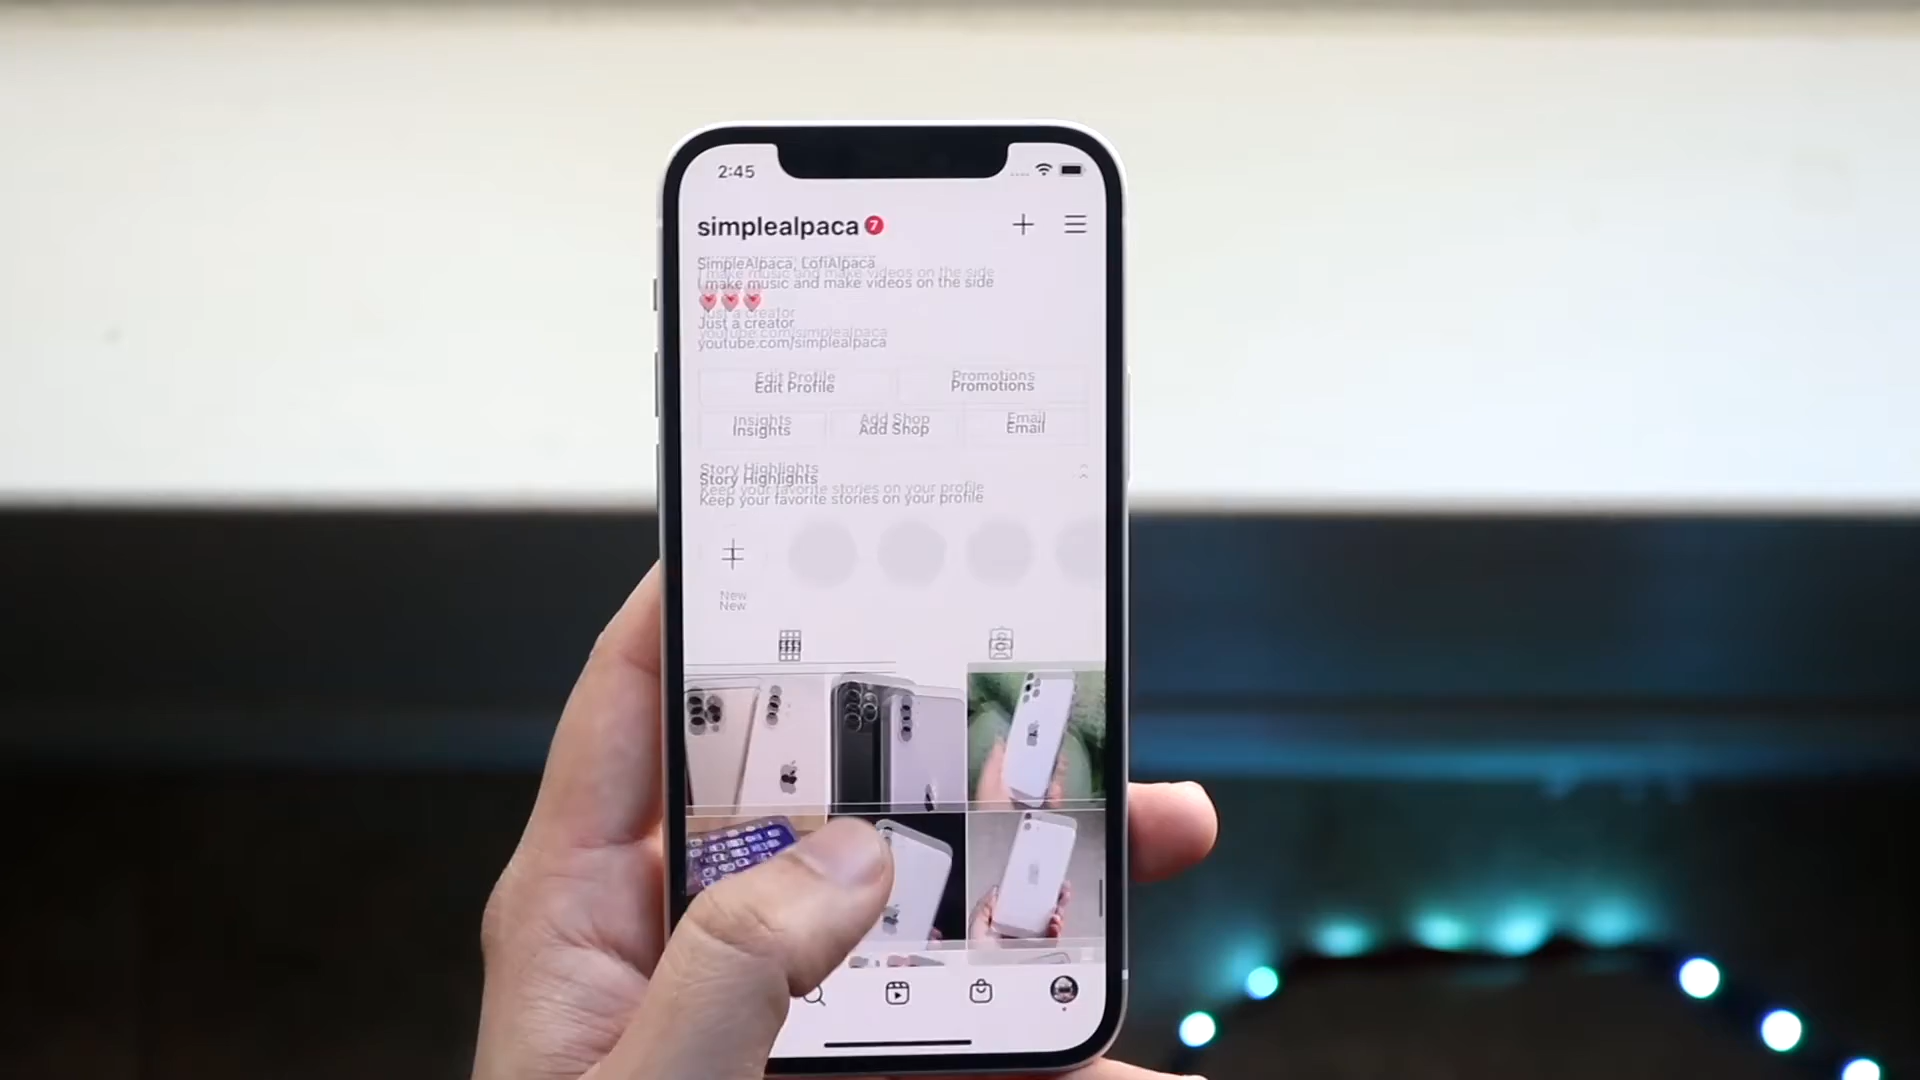 2:45
simplealpaca 7
SimpleAlpaca, LofiAlpaca
I make music and make videos on the side
Just a creator
youtube.com/simplealpaca
Edit Profile Promotions
Insights Add Shop Email
Story Highlights
Keep your favorite stories on your profile
New